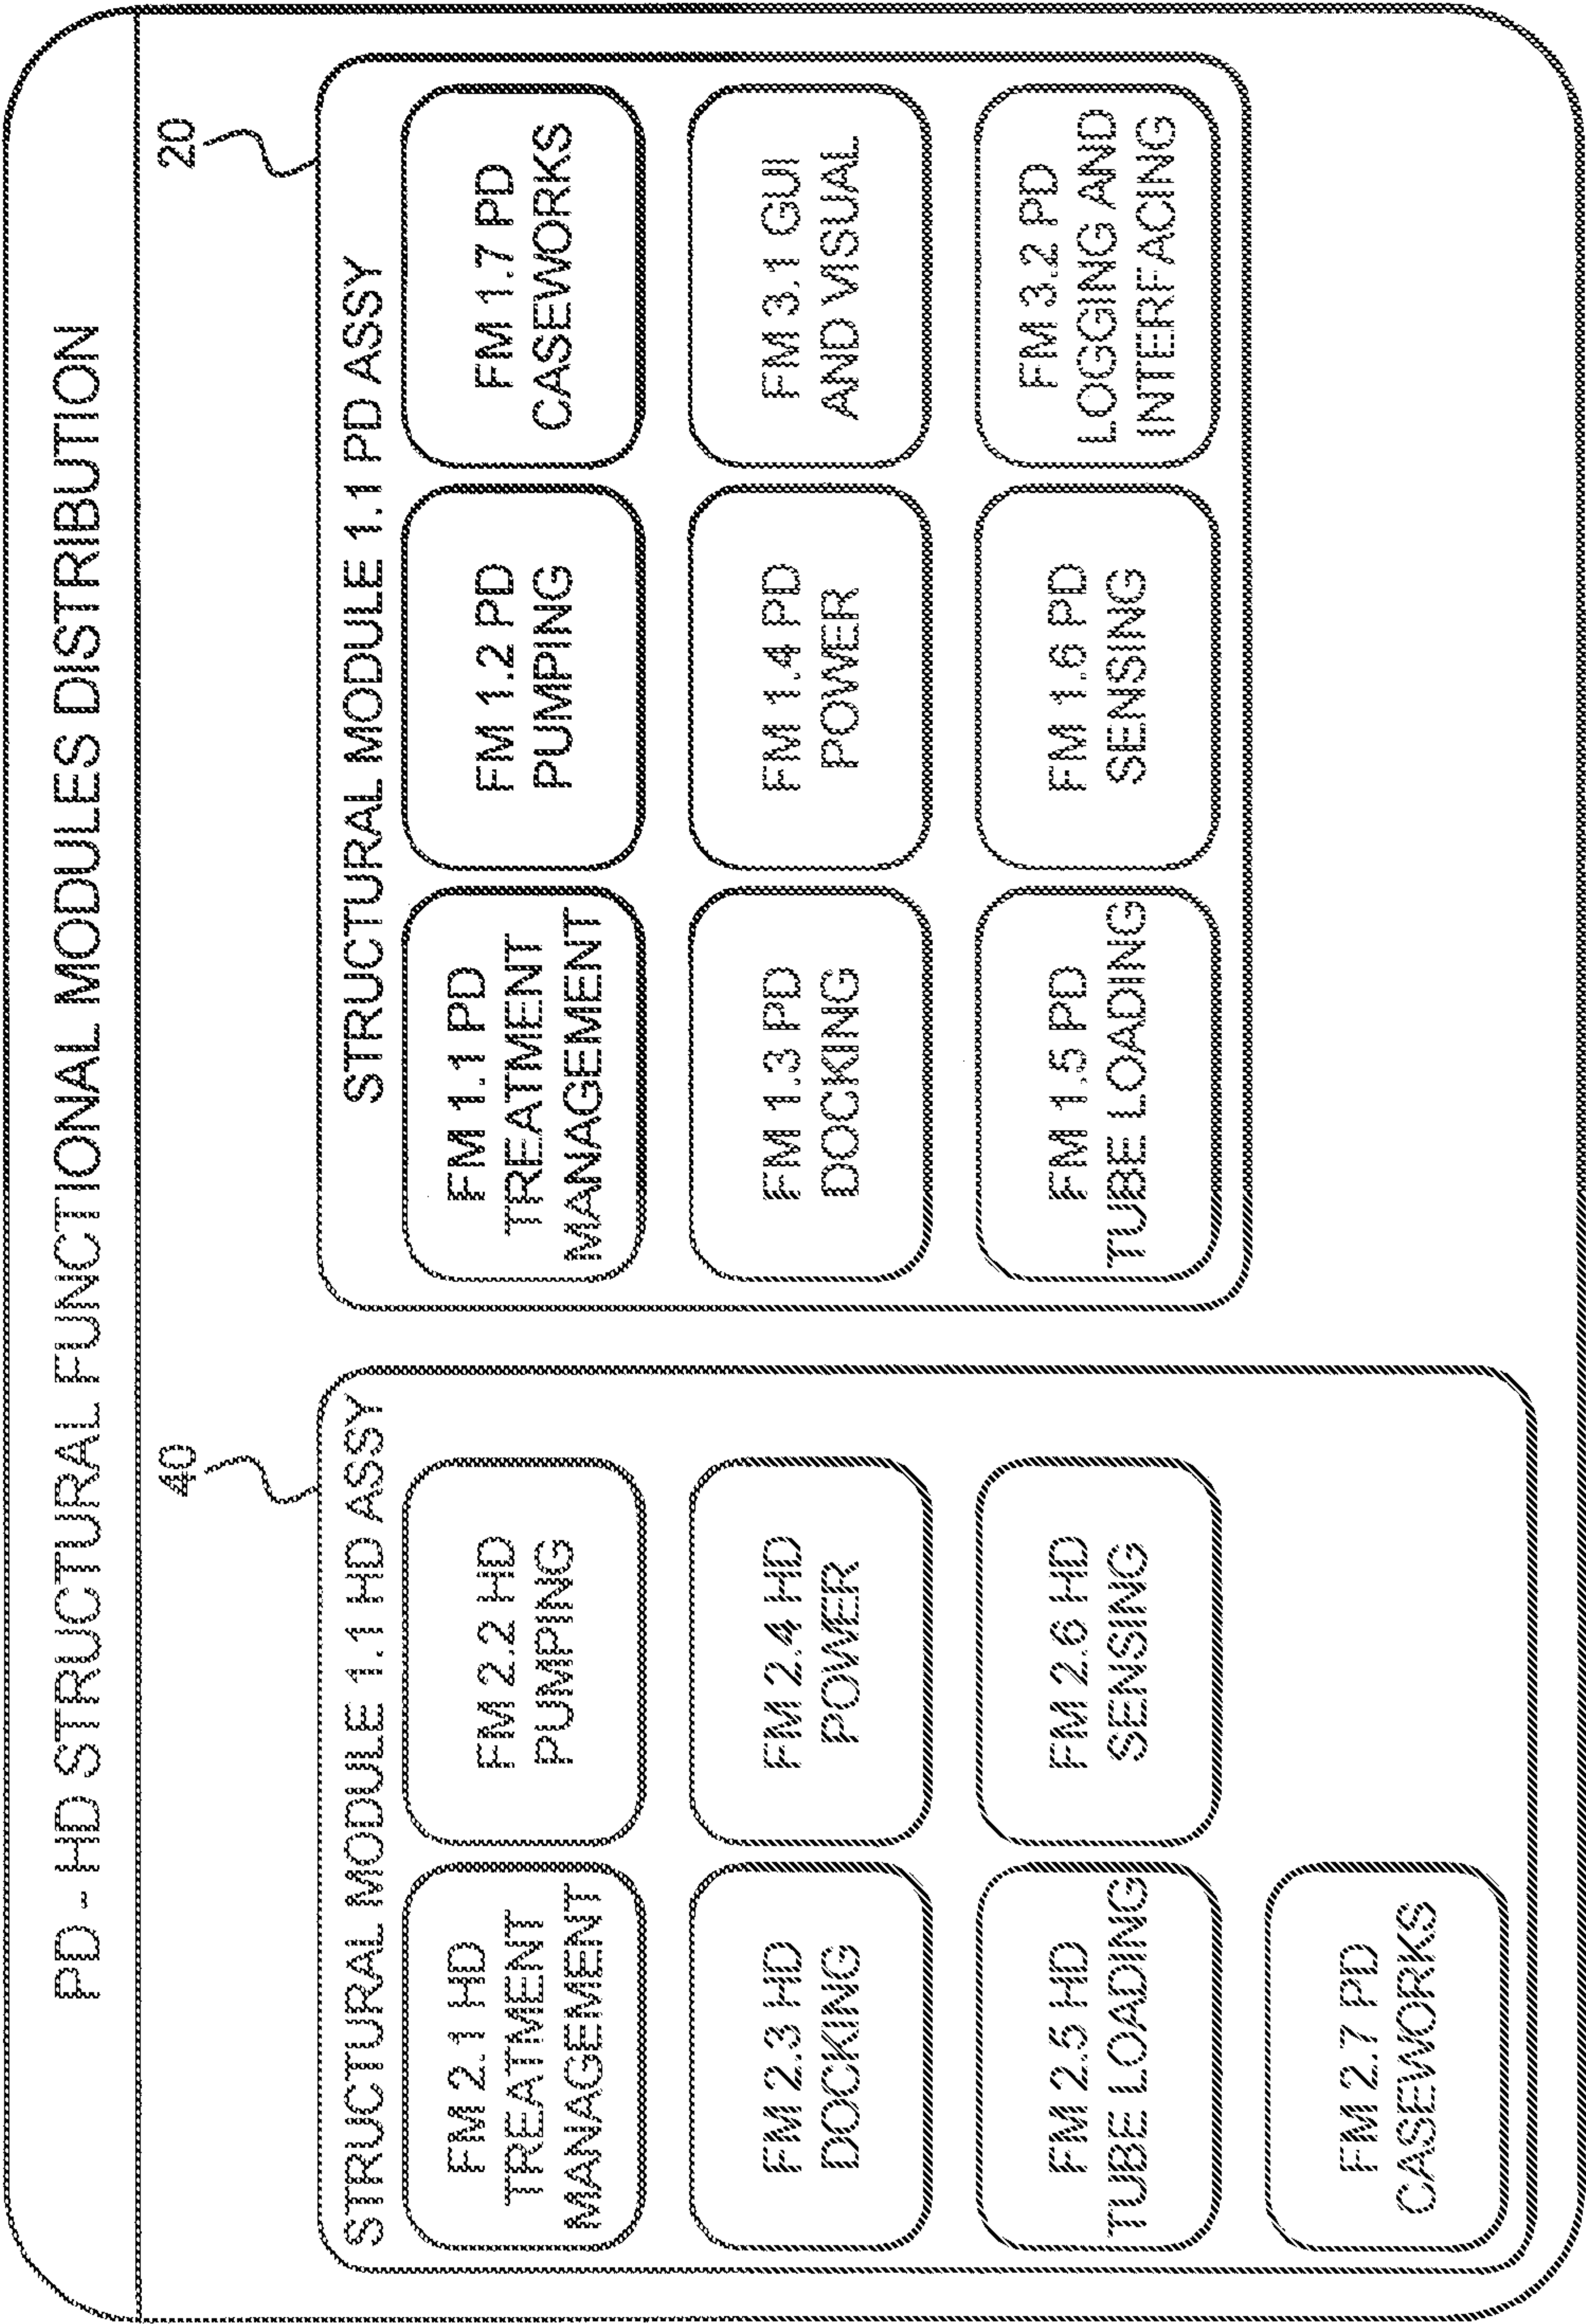 PD - HD STRUCTURAL FUNCTIONAL MODULES DISTRIBUTION
40
STRUCTURAL MODULE 1.1 HD ASSY
FM 2.1 HD
TREATMENT
MANAGEMENT
FM 2.2 HD
PUMPING
FM 2.3 HD
DOCKING
FM 2.4 HD
POWER
FM 2.5 HD
TUBE LOADING
FM 2.6 HD
SENSING
FM 2.7 PD
CASEWORKS
20
STRUCTURAL MODULE 1.1 PD ASSY
FM 1.1 PD
TREATMENT
MANAGEMENT
FM 1.2 PD
PUMPING
FM 1.7 PD
CASEWORKS
FM 1.3 PD
DOCKING
FM 1.4 PD
POWER
FM 3.1 GUI
AND VISUAL
FM 1.5 PD
TUBE LOADING
FM 1.6 PD
SENSING
FM 3.2 PD
LOGGING AND
INTERFACING